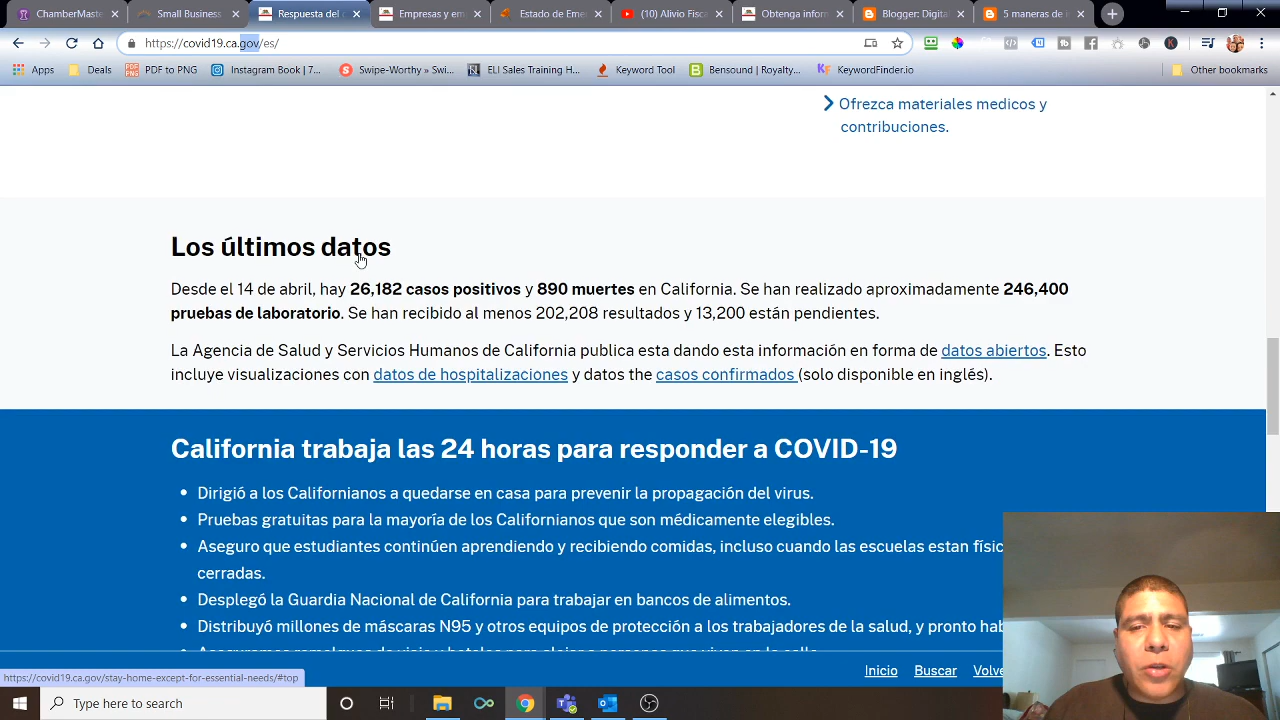 ChamberMaste
Small Business
Respuesta del
Empresas y em
Estado de Eme
(10) Alivio Fisca
Obtenga inform
Blogger: Digital
5 maneras de i
https://covid19.ca.gov/es/
Apps
Deals
PDF to PNG
Instagram Book | 7...
Swipe-Worthy » Swi...
ELI Sales Training H...
Keyword Tool
Bensound | Royalty...
KeywordFinder.io
Other bookmarks
Ofrezca materiales medicos y
contribuciones.
Los últimos datos
Desde el 14 de abril, hay 26,182 casos positivos y 890 muertes en California. Se han realizado aproximadamente 246,400
pruebas de laboratorio. Se han recibido al menos 202,208 resultados y 13,200 están pendientes.
La Agencia de Salud y Servicios Humanos de California publica esta dando esta información en forma de datos abiertos. Esto
incluye visualizaciones con datos de hospitalizaciones y datos the casos confirmados (solo disponible en inglés).
California trabaja las 24 horas para responder a COVID-19
Dirigió a los Californianos a quedarse en casa para prevenir la propagación del virus.
Pruebas gratuitas para la mayoría de los Californianos que son médicamente elegibles.
Aseguro que estudiantes continúen aprendiendo y recibiendo comidas, incluso cuando las escuelas estan físic
cerradas.
Desplegó la Guardia Nacional de California para trabajar en bancos de alimentos.
Distribuyó millones de máscaras N95 y otros equipos de protección a los trabajadores de la salud, y pronto hab
Inicio
Buscar
Volve
https://covid19.ca.gov/stay-home-except-for-essential-needs/#top
Type here to search